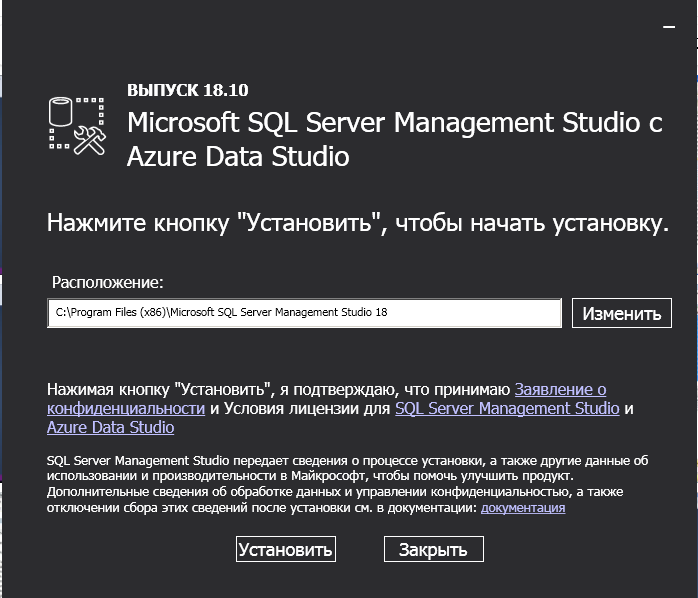 ВЫПУСК 18.10
Microsoft SQL Server Management Studio с
Azure Data Studio
Нажмите кнопку "Установить", чтобы начать установку.
Расположение:
C:\Program Files (x86)\Microsoft SQL Server Management Studio 18
Изменить
Нажимая кнопку "Установить", я подтверждаю, что принимаю Заявление о
конфиденциальности и Условия лицензии для SQL Server Management Studio и
Azure Data Studio
SQL Server Management Studio передает сведения о процессе установки, а также другие данные об
использовании и производительности в Майкрософт, чтобы помочь улучшить продукт.
Дополнительные сведения об обработке данных и управлении конфиденциальностью, а также
отключении сбора этих сведений после установки см. в документации: документация
Установить
Закрыть